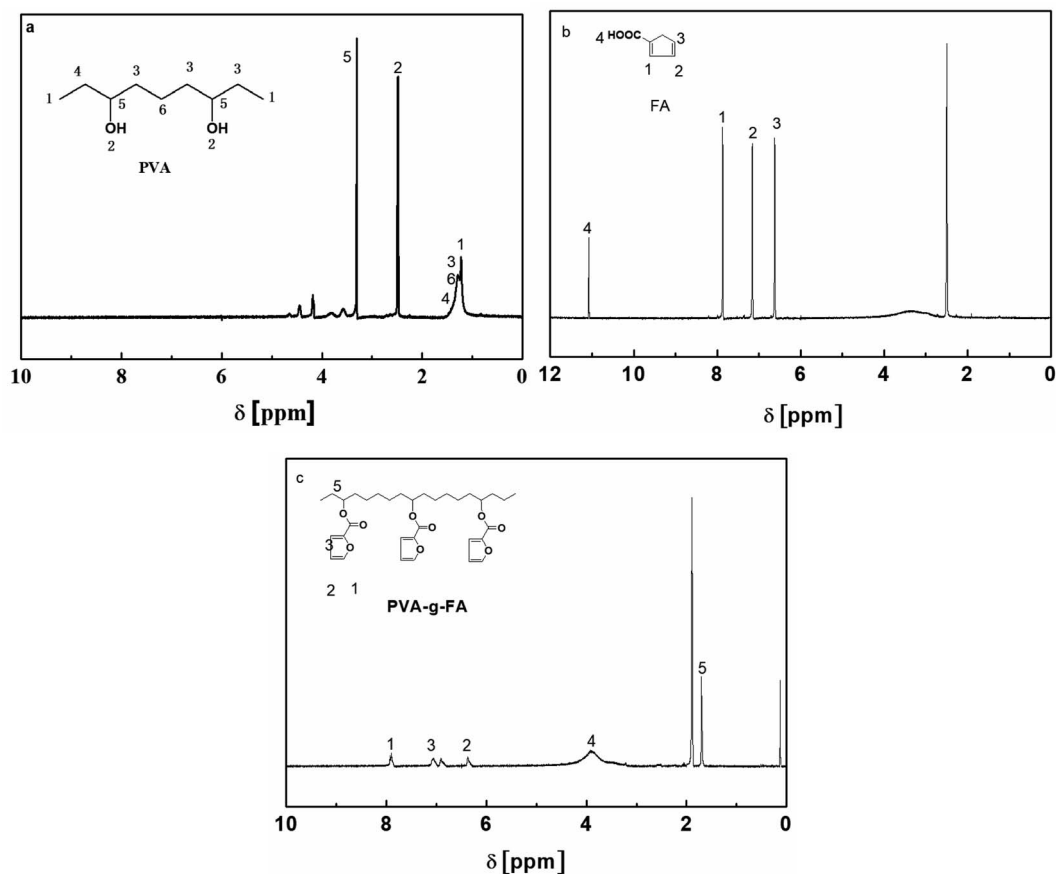 a
5
2
4 3 3 3
1 5 6 5 1
OH OH
2 2
PVA
1
3
6
4
10 8 6 4 2 0
δ [ppm]
b
4 HOOC 3
1 2
FA
1 2 3
4
12 10 8 6 4 2 0
δ [ppm]
c
5
O O O O O O
3 O O O
2 1
PVA-g-FA
5
1 3 2 4
10 8 6 4 2 0
δ [ppm]